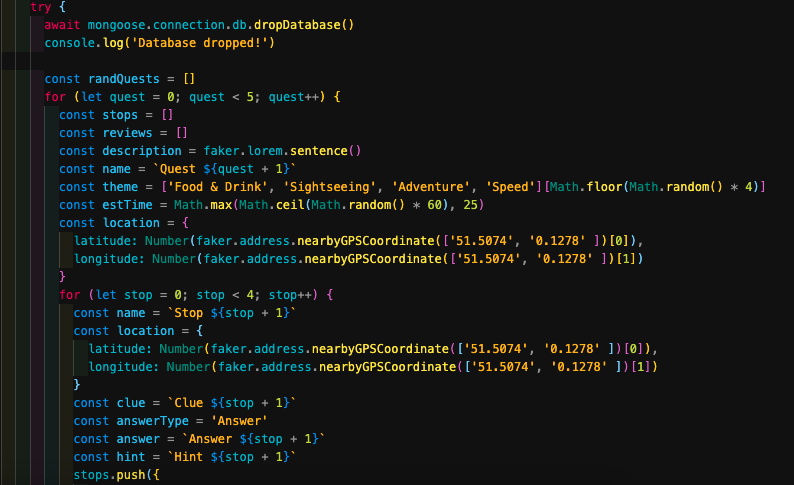 try {
await mongoose.connection.db.dropDatabase()
console.log('Database dropped!')
const randQuests = []
for (let quest = 0; quest < 5; quest++) {
const stops = []
const reviews = []
const description = faker.lorem.sentence()
const name = `Quest ${quest + 1}`
const theme = ['Food & Drink', 'Sightseeing', 'Adventure', 'Speed'][Math.floor(Math.random() * 4)]
const estTime = Math.max(Math.ceil(Math.random() * 60), 25)
const location = {
latitude: Number(faker.address.nearbyGPSCoordinate(['51.5074', '0.1278' ])[0]),
longitude: Number(faker.address.nearbyGPSCoordinate(['51.5074', '0.1278' ])[1])
}
for (let stop = 0; stop < 4; stop++) {
const name = `Stop ${stop + 1}`
const location = {
latitude: Number(faker.address.nearbyGPSCoordinate(['51.5074', '0.1278' ])[0]),
longitude: Number(faker.address.nearbyGPSCoordinate(['51.5074', '0.1278' ])[1])
}
const clue = `Clue ${stop + 1}`
const answerType = 'Answer'
const answer = `Answer ${stop + 1}`
const hint = `Hint ${stop + 1}`
stops.push({